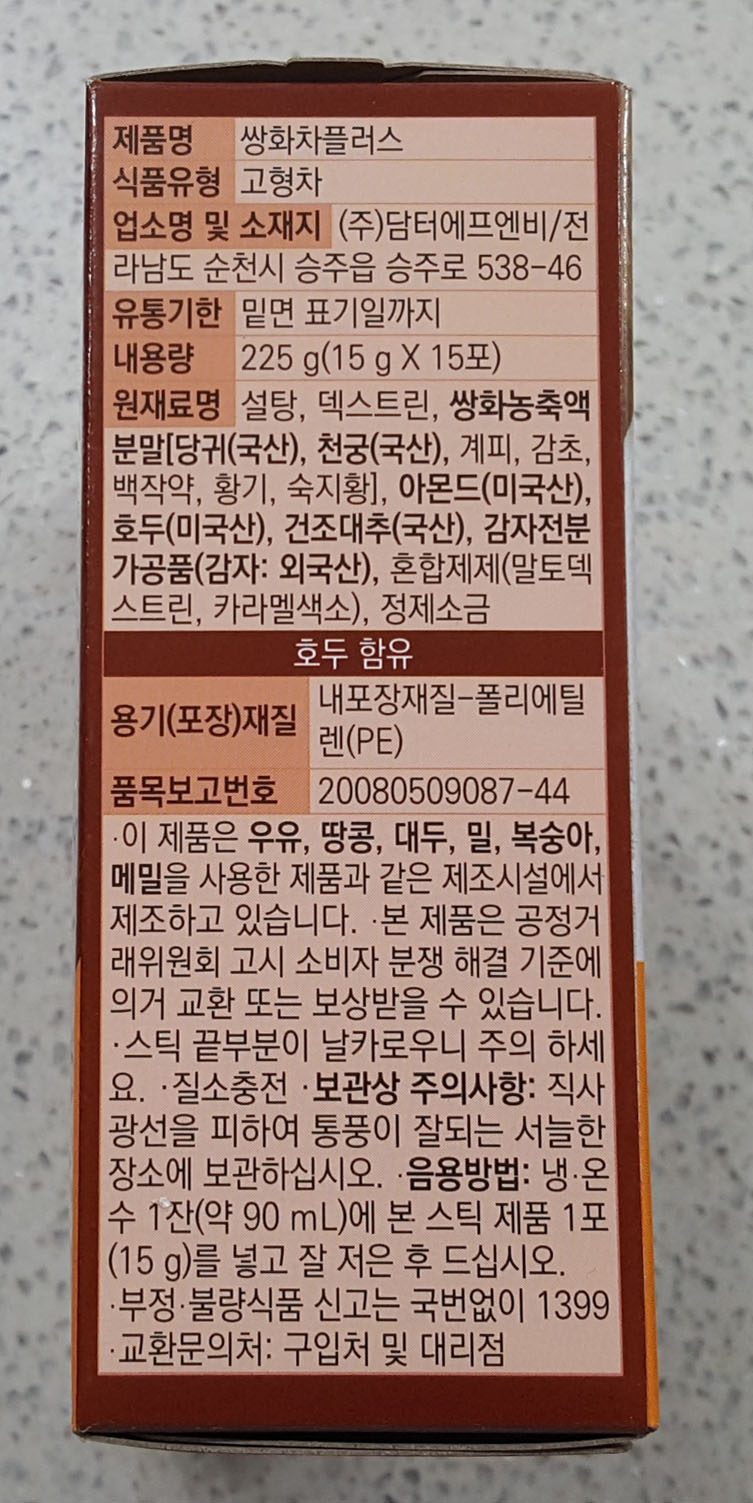 제품명 쌍화차플러스
식품유형 고형차
업소명 및 소재지 (주)담터에프엔비/전
라남도 순천시 승주읍 승주로 538-46
유통기한 밑면 표기일까지
내용량 225 g(15 g X 15포)
원재료명 설탕, 덱스트린, 쌍화농축액
분말[당귀(국산), 천궁(국산), 계피, 감초,
백작약, 황기, 숙지황], 아몬드(미국산),
호두(미국산), 건조대추(국산), 감자전분
가공품(감자: 외국산), 혼합제제(말토덱
스트린, 카라멜색소), 정제소금
호두 함유
용기(포장)재질 내포장재질-폴리에틸
렌(PE)
품목보고번호 20080509087-44
·이 제품은 우유, 땅콩, 대두, 밀, 복숭아,
메밀을 사용한 제품과 같은 제조시설에서
제조하고 있습니다. ·본 제품은 공정거
래위원회 고시 소비자 분쟁 해결 기준에
의거 교환 또는 보상받을 수 있습니다.
·스틱 끝부분이 날카로우니 주의 하세
요. ·질소충전 ·보관상 주의사항: 직사
광선을 피하여 통풍이 잘되는 서늘한
장소에 보관하십시오. ·음용방법: 냉·온
수 1잔(약 90 mL)에 본 스틱 제품 1포
(15 g)를 넣고 잘 저은 후 드십시오.
·부정·불량식품 신고는 국번없이 1399
·교환문의처: 구입처 및 대리점